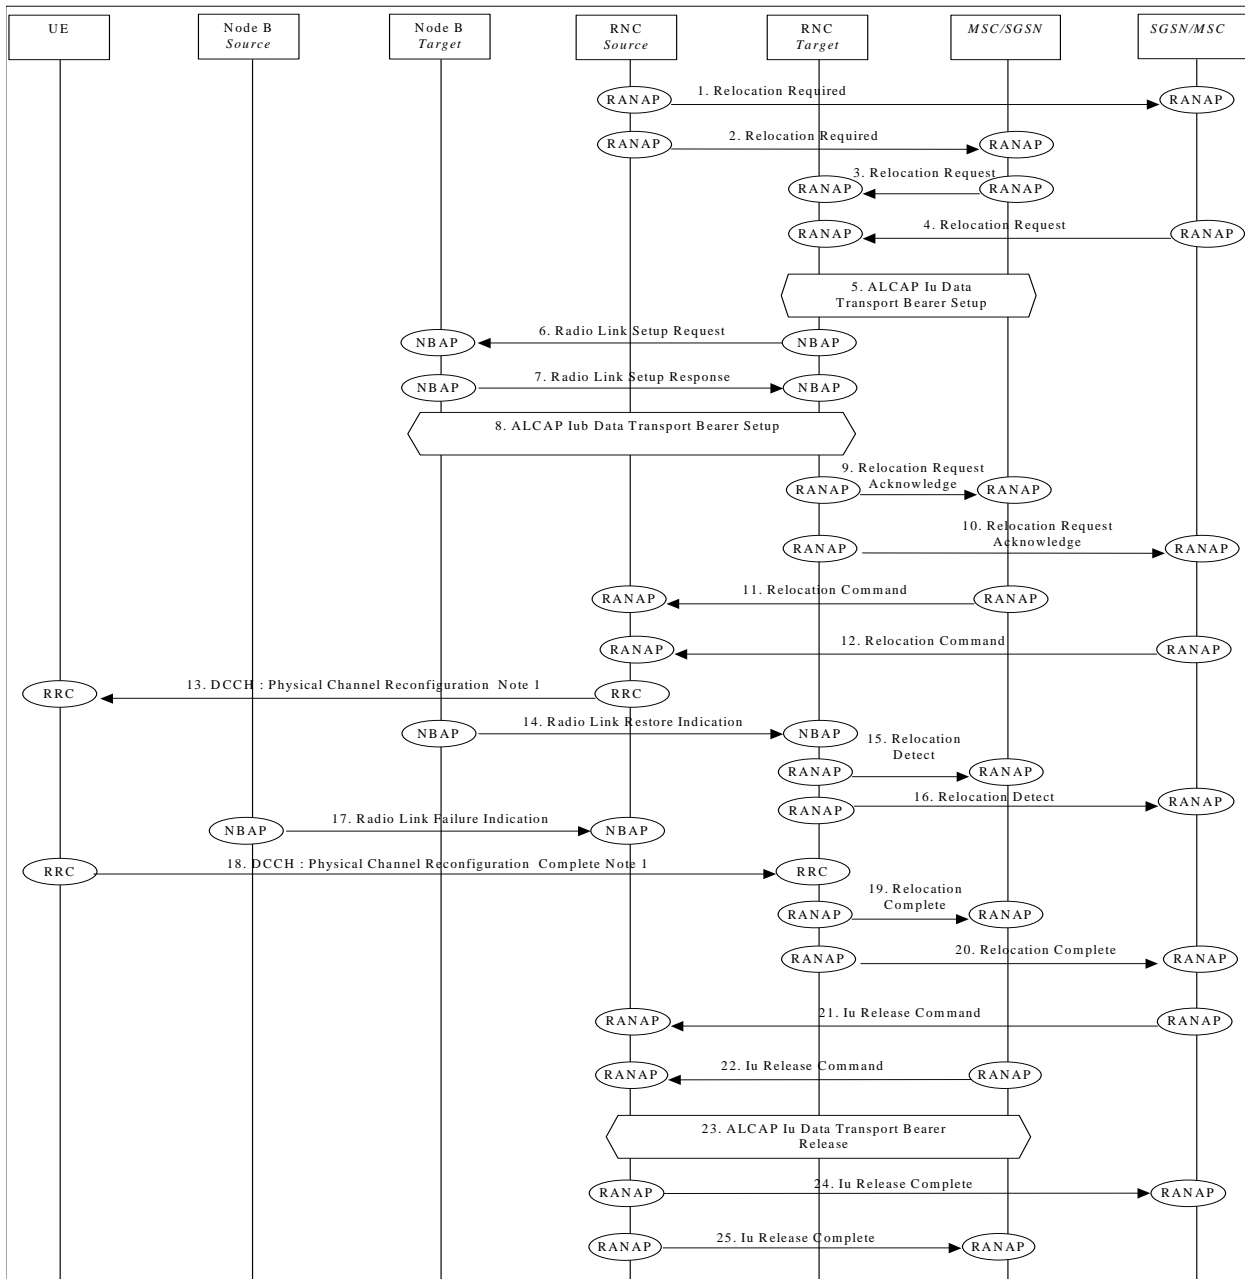 UE
Node B
Source
Node B
Target
RNC
Source
RNC
Target
MSC/SGSN
SGSN/MSC
1. Relocation Required
RANAP
RANAP
2. Relocation Required
RANAP
RANAP
3. Relocation Request
RANAP
RANAP
4. Relocation Request
RANAP
RANAP
5. ALCAP Iu Data
Transport Bearer Setup
6. Radio Link Setup Request
NBAP
NBAP
7. Radio Link Setup Response
NBAP
NBAP
8. ALCAP Iub Data Transport Bearer Setup
9. Relocation Request
Acknowledge
RANAP
RANAP
10. Relocation Request
Acknowledge
RANAP
RANAP
11. Relocation Command
RANAP
RANAP
12. Relocation Command
RANAP
RANAP
13. DCCH : Physical Channel Reconfiguration Note 1
RRC
RRC
14. Radio Link Restore Indication
NBAP
NBAP
15. Relocation
Detect
RANAP
RANAP
16. Relocation Detect
RANAP
RANAP
17. Radio Link Failure Indication
NBAP
NBAP
18. DCCH : Physical Channel Reconfiguration Complete Note 1
RRC
RRC
19. Relocation
Complete
RANAP
RANAP
20. Relocation Complete
RANAP
RANAP
21. Iu Release Command
RANAP
RANAP
22. Iu Release Command
RANAP
RANAP
23. ALCAP Iu Data Transport Bearer
Release
24. Iu Release Complete
RANAP
RANAP
25. Iu Release Complete
RANAP
RANAP